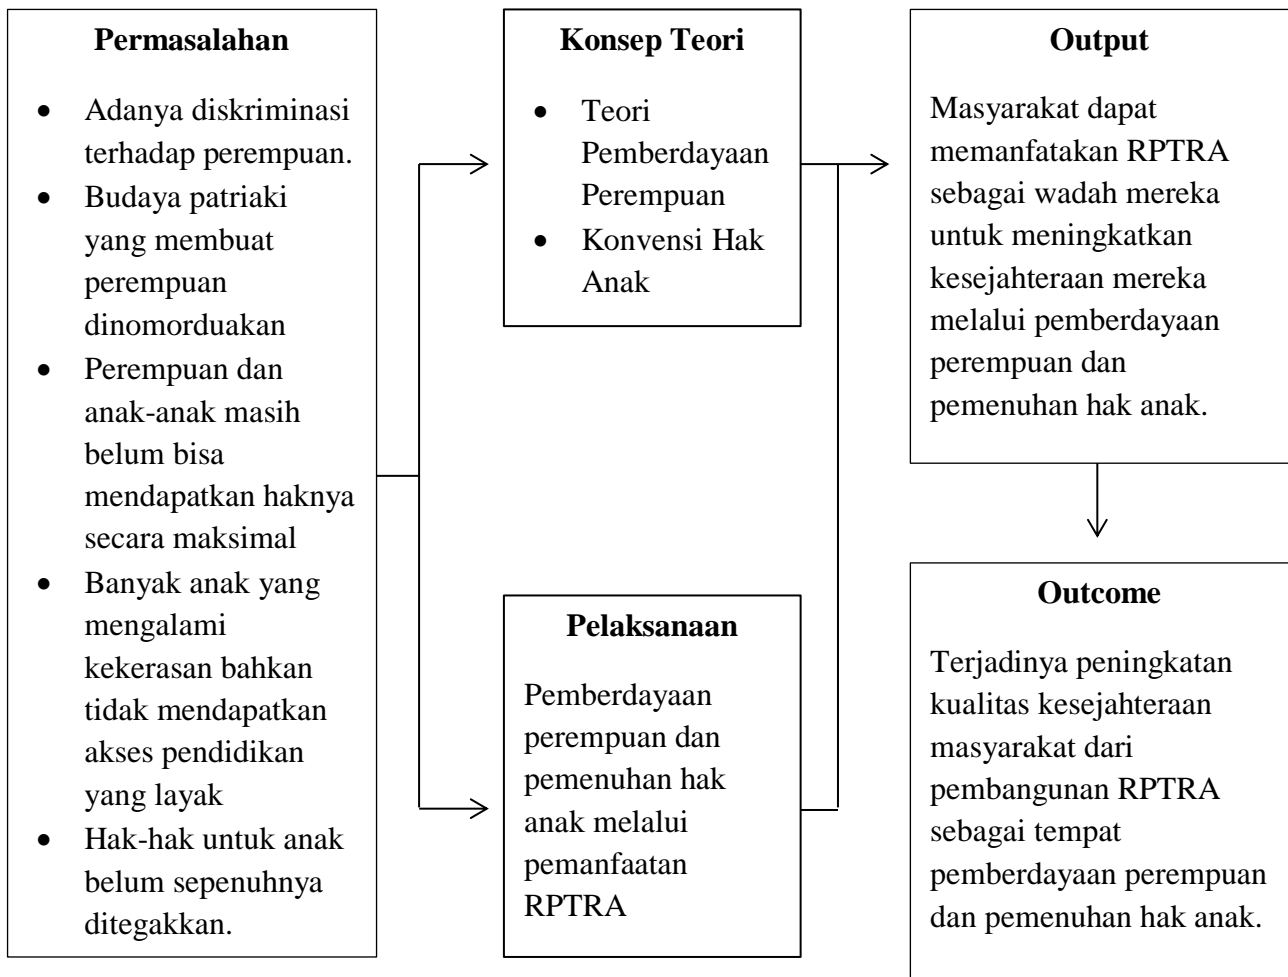 Permasalahan
• Adanya diskriminasi
terhadap perempuan.
• Budaya patriaki
yang membuat
perempuan
dinomorduakan
• Perempuan dan
anak-anak masih
belum bisa
mendapatkan haknya
secara maksimal
• Banyak anak yang
mengalami
kekerasan bahkan
tidak mendapatkan
akses pendidikan
yang layak
• Hak-hak untuk anak
belum sepenuhnya
ditegakkan.
Konsep Teori
• Teori
Pemberdayaan
Perempuan
• Konvensi Hak
Anak
Pelaksanaan
Pemberdayaan
perempuan dan
pemenuhan hak
anak melalui
pemanfaatan
RPTRA
Output
Masyarakat dapat
memanfatakan RPTRA
sebagai wadah mereka
untuk meningkatkan
kesejahteraan mereka
melalui pemberdayaan
perempuan dan
pemenuhan hak anak.
Outcome
Terjadinya peningkatan
kualitas kesejahteraan
masyarakat dari
pembangunan RPTRA
sebagai tempat
pemberdayaan perempuan
dan pemenuhan hak anak.